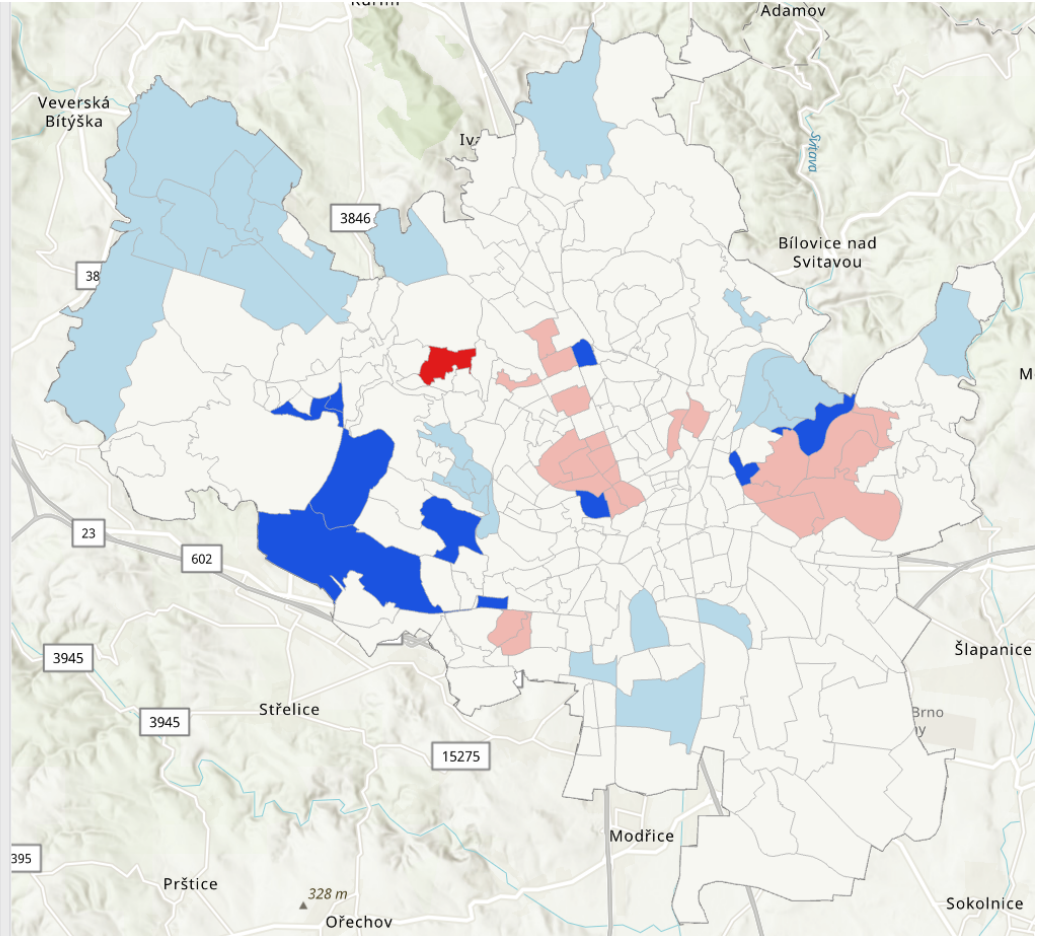 Adamov
Veverská
Bítýška
Svitava
3846
Bílovice nad
Svitavou
38
23
602
3945
Šlapanice
Střelice
3945
Brno
15275
Modřice
395
Prštice
328 m
Ořechov
Sokolnice